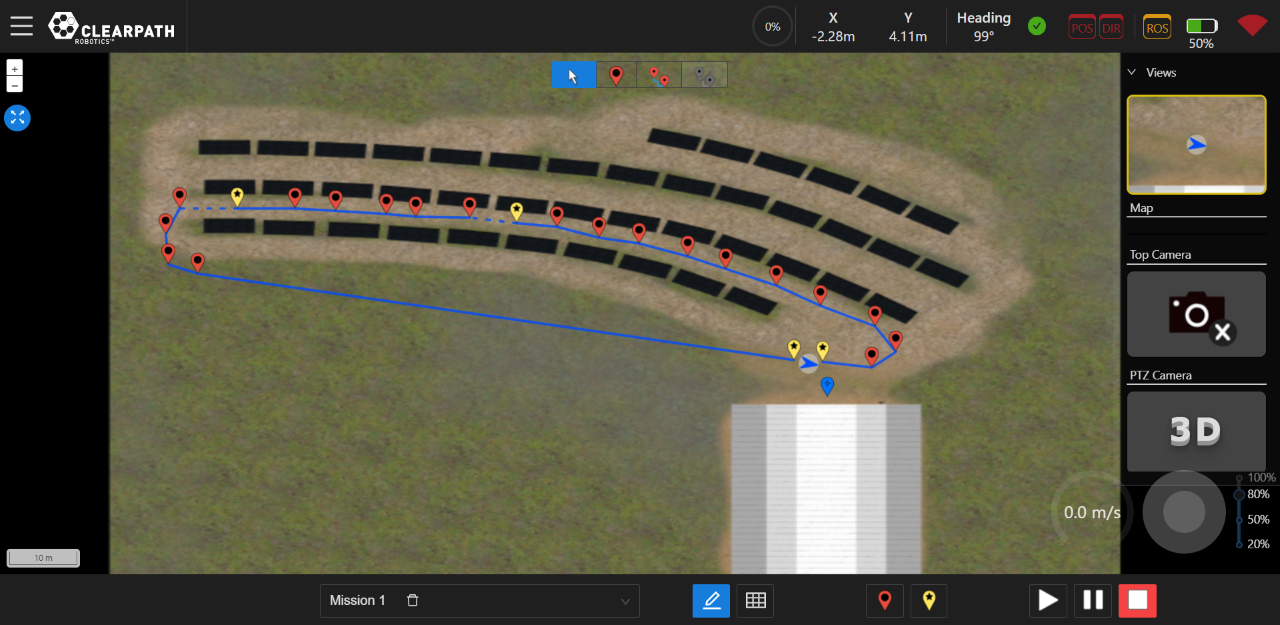 CLEARPATH
ROBOTICS™
0%
X
-2.28m
Y
4.11m
Heading
99°
POS
DIR
ROS
50%
+
−
Views
Map
Top Camera
PTZ Camera
3D
100%
80%
50%
20%
0.0 m/s
10 m
Mission 1